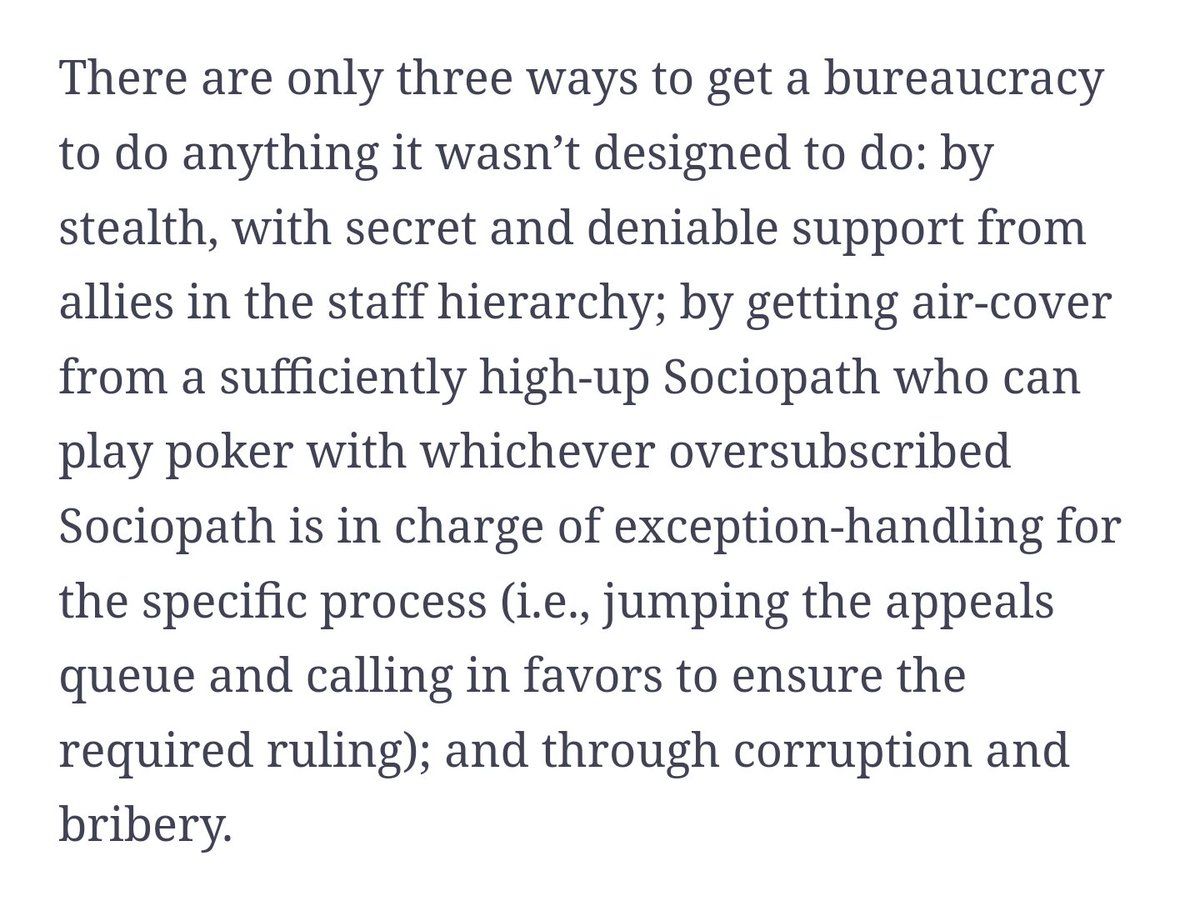 There are only three ways to get a bureaucracy
to do anything it wasn’t designed to do: by
stealth, with secret and deniable support from
allies in the staff hierarchy; by getting air-cover
from a sufficiently high-up Sociopath who can
play poker with whichever oversubscribed
Sociopath is in charge of exception-handling for
the specific process (i.e., jumping the appeals
queue and calling in favors to ensure the
required ruling); and through corruption and
bribery.